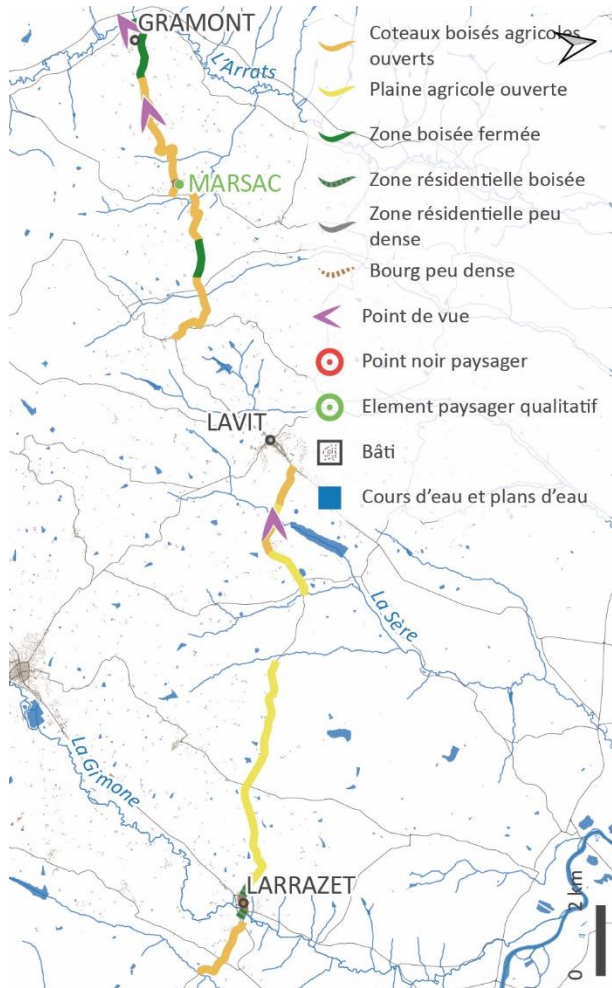 GRAMONT
L'Arrats
MARSAC
LAVIT
La Sère
La Gimone
LARRAZET
Coteaux boisés agricoles
ouverts
Plaine agricole ouverte
Zone boisée fermée
Zone résidentielle boisée
Zone résidentielle peu
dense
Bourg peu dense
Point de vue
Point noir paysager
Element paysager qualitatif
Bâti
Cours d'eau et plans d'eau
0 2 km